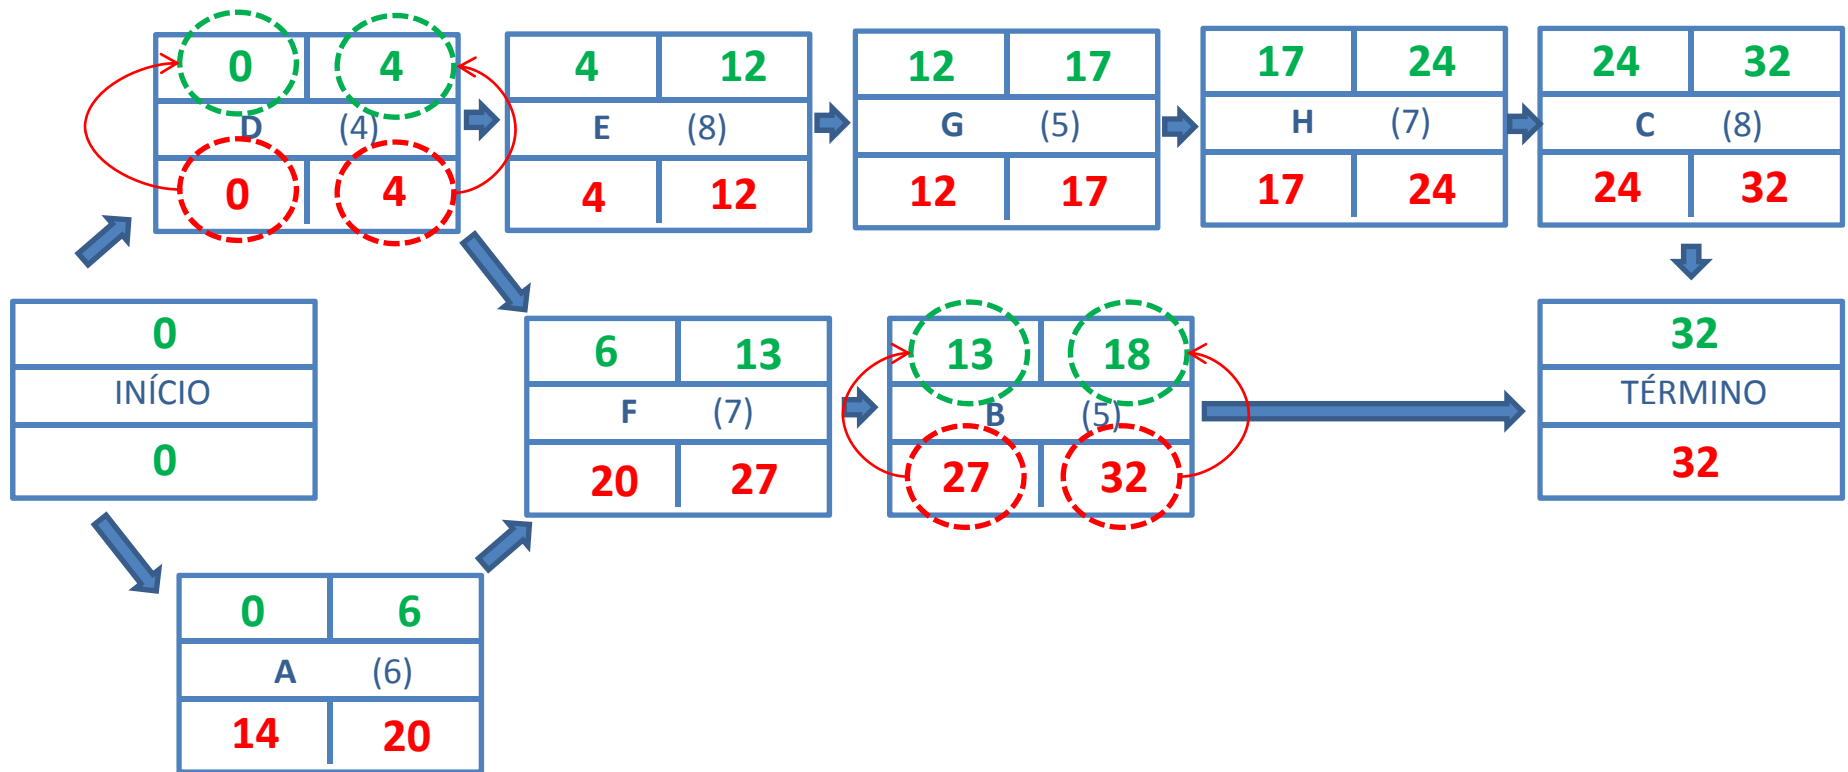 0 4
D (4)
0 4
4 12
E (8)
4 12
12 17
G (5)
12 17
17 24
H (7)
17 24
24 32
C (8)
24 32
0
INÍCIO
0
6 13
F (7)
20 27
13 18
B (5)
27 32
32
TÉRMINO
32
0 6
A (6)
14 20